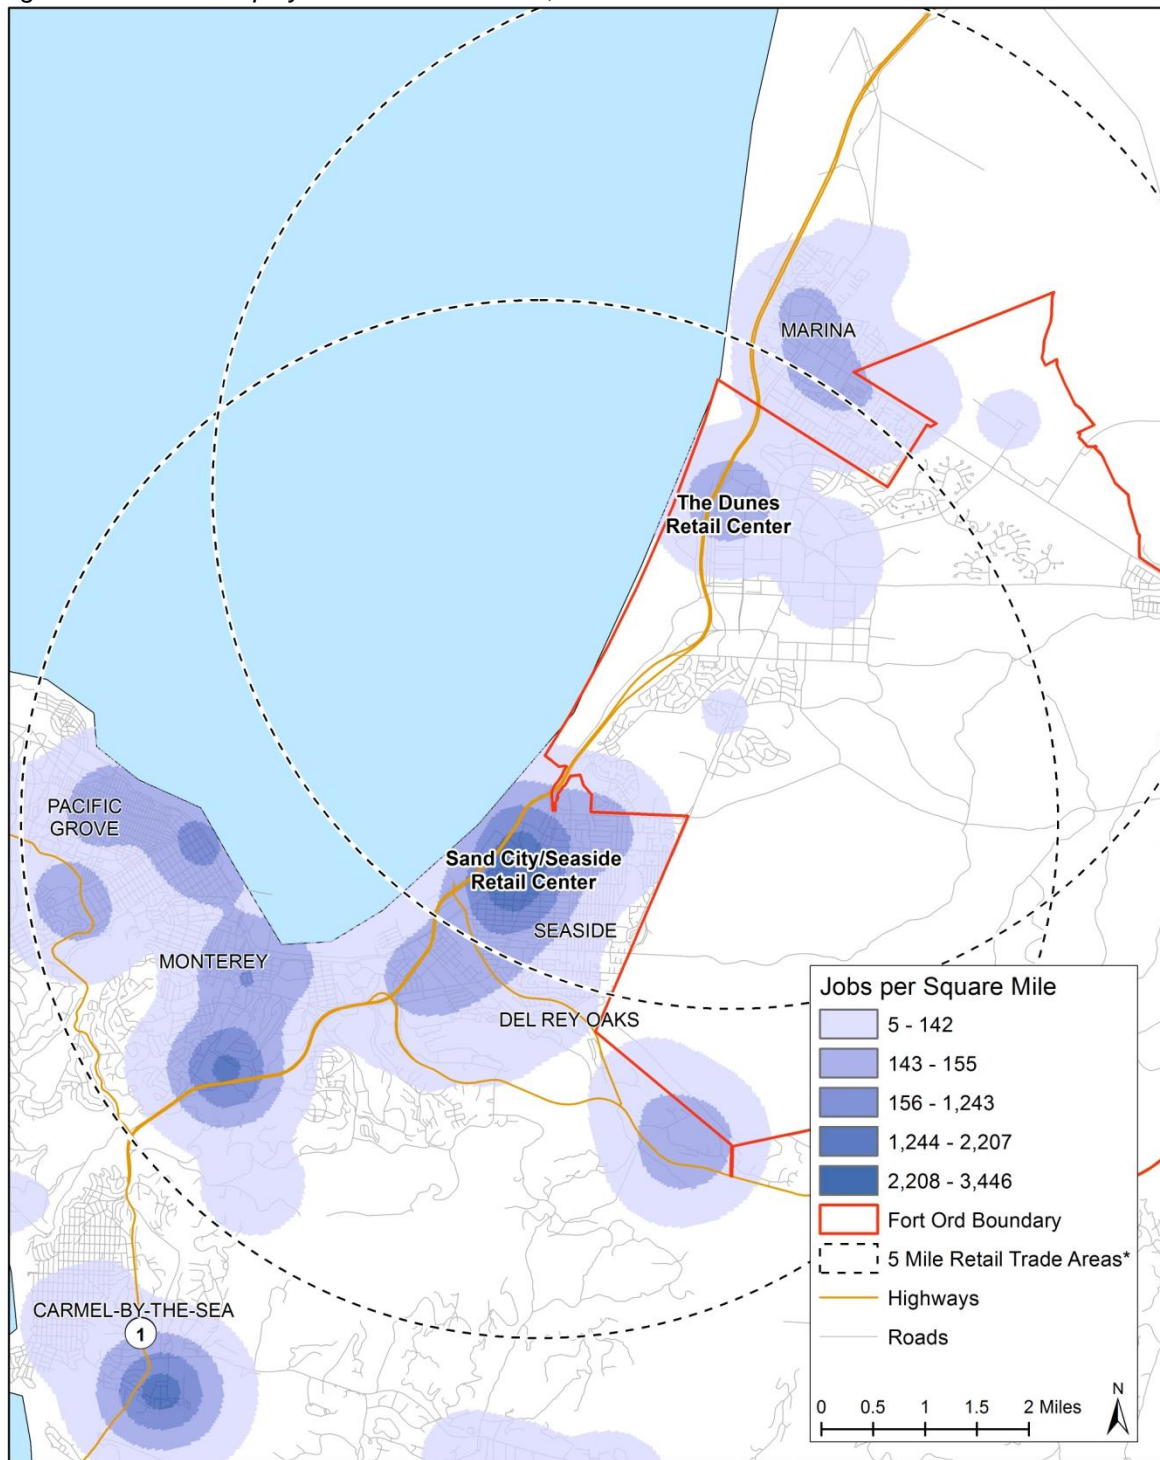 MARINA
The Dunes
Retail Center
PACIFIC
GROVE
Sand City/Seaside
Retail Center
SEASIDE
MONTEREY
DEL REY OAKS
CARMEL-BY-THE-SEA
1
Jobs per Square Mile
5 - 142
143 - 155
156 - 1,243
1,244 - 2,207
2,208 - 3,446
Fort Ord Boundary
5 Mile Retail Trade Areas*
Highways
Roads
N
0 0.5 1 1.5 2 Miles